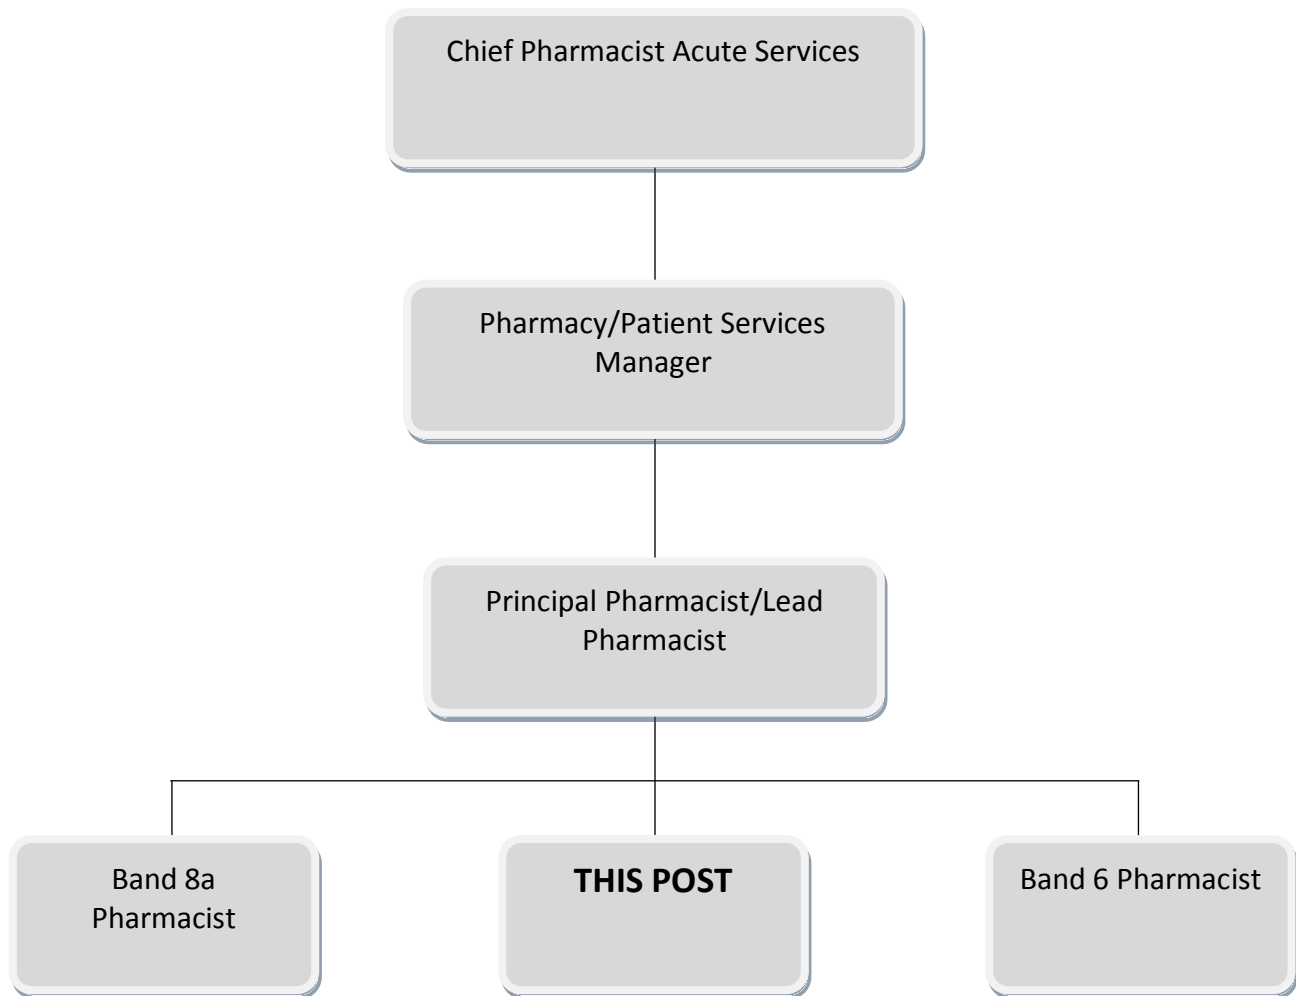 Chief Pharmacist Acute Services
Pharmacy/Patient Services
Manager
Principal Pharmacist/Lead
Pharmacist
Band 8a
Pharmacist
THIS POST
Band 6 Pharmacist